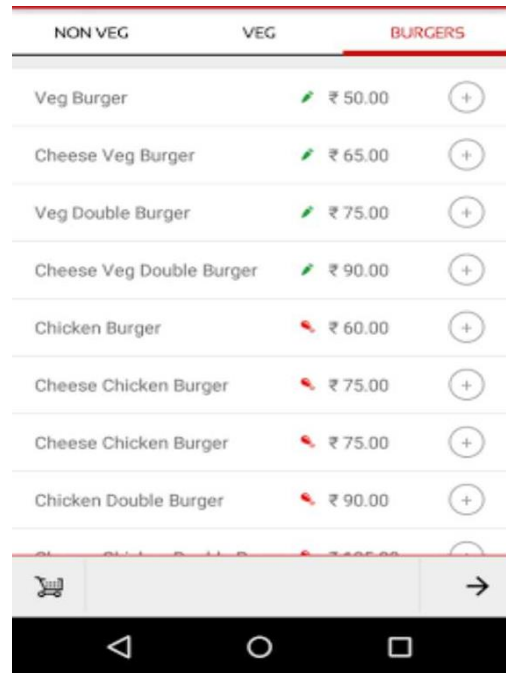 NON VEG VEG BURGERS
Veg Burger ₹ 50.00
Cheese Veg Burger ₹ 65.00
Veg Double Burger ₹ 75.00
Cheese Veg Double Burger ₹ 90.00
Chicken Burger ₹ 60.00
Cheese Chicken Burger ₹ 75.00
Cheese Chicken Burger ₹ 75.00
Chicken Double Burger ₹ 90.00